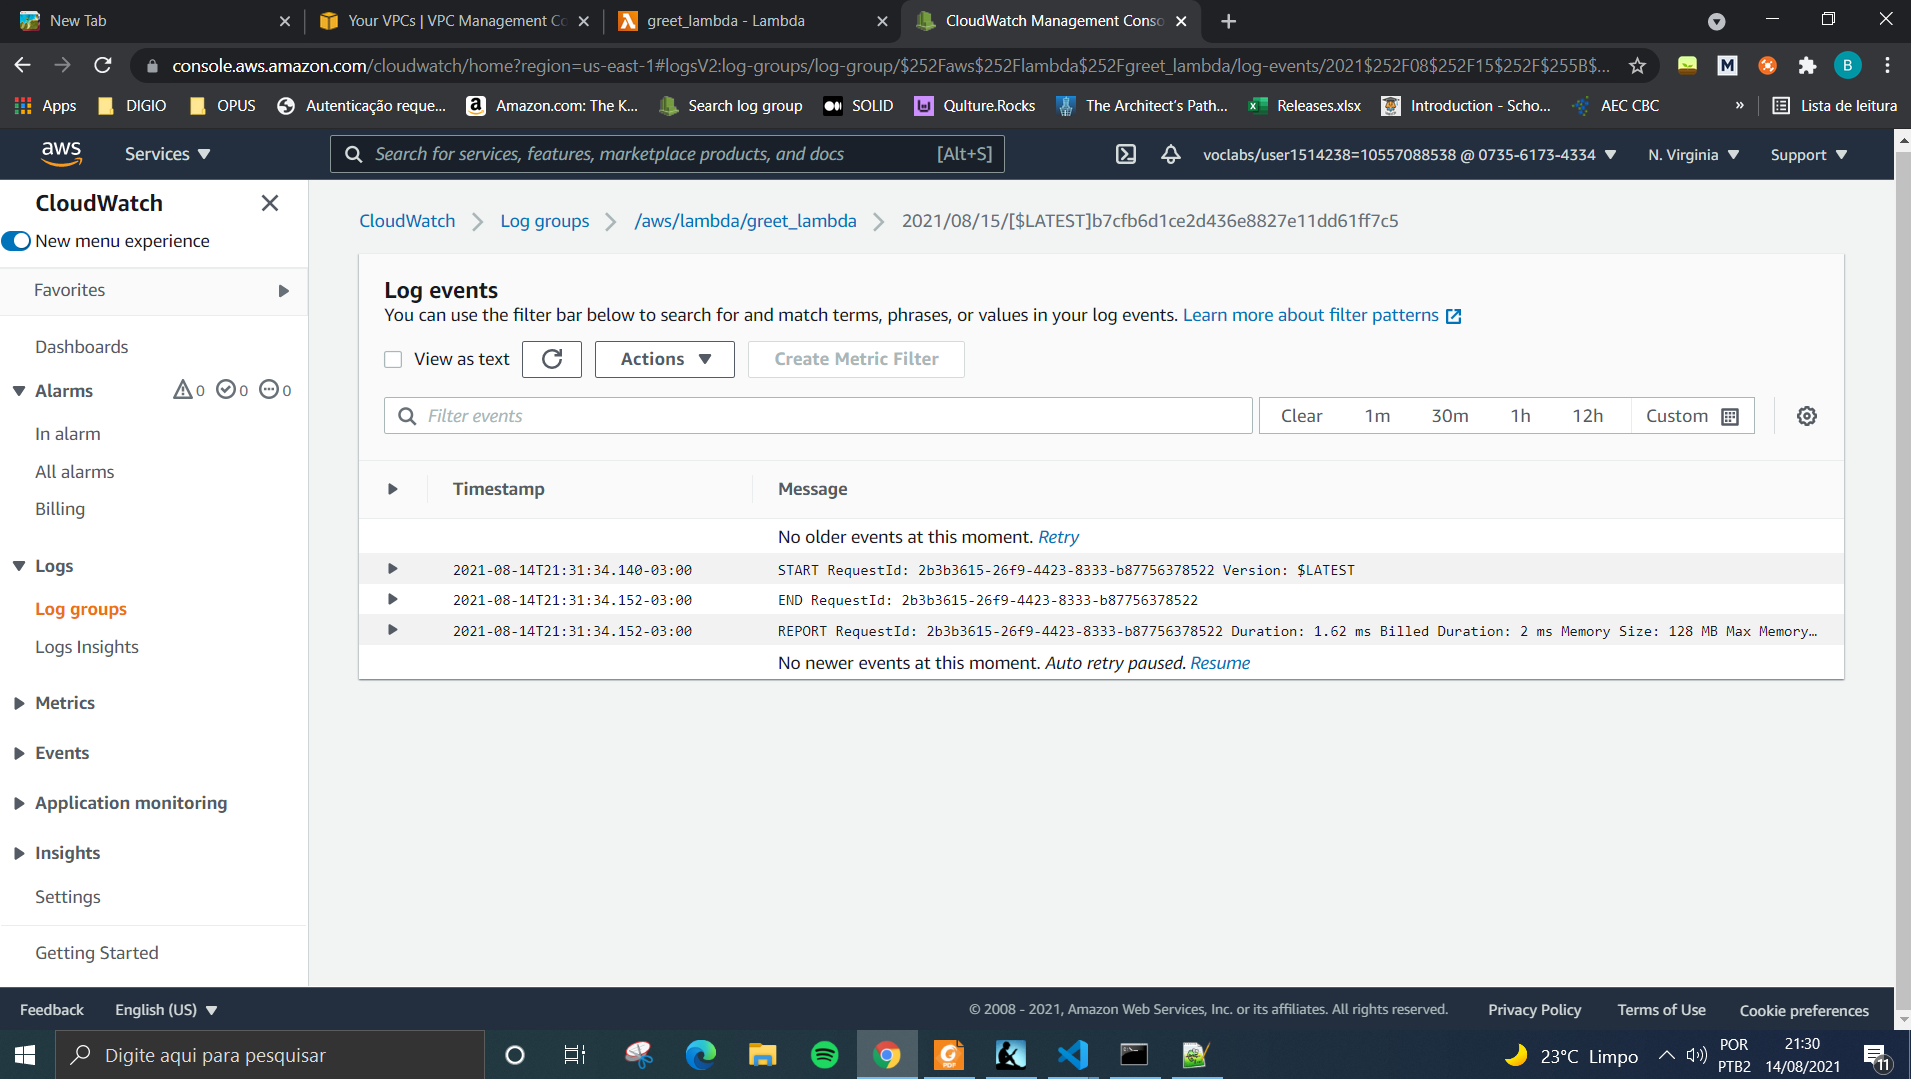 New Tab
Your VPCs | VPC Management Co
greet_lambda - Lambda
CloudWatch Management Conso
console.aws.amazon.com/cloudwatch/home?region=us-east-1#logsV2:log-groups/log-group/$252Faws$252Flambda$252Fgreet_lambda/log-events/2021$252F08$252F15$252F$255B$...
M
B
Apps
DIGIO
OPUS
Autenticação reque...
Amazon.com: The K...
Search log group
SOLID
Qulture.Rocks
The Architect's Path...
Releases.xlsx
Introduction - Scho...
AEC CBC
»
Lista de leitura
aws
Services
Search for services, features, marketplace products, and docs
[Alt+S]
voclabs/user1514238=10557088538 @ 0735-6173-4334
N. Virginia
Support
CloudWatch
New menu experience
Favorites
Dashboards
Alarms
0
0
0
In alarm
All alarms
Billing
Logs
Log groups
Logs Insights
Metrics
Events
Application monitoring
Insights
Settings
Getting Started
CloudWatch
Log groups
/aws/lambda/greet_lambda
2021/08/15/[$LATEST]b7cfb6d1ce2d436e8827e11dd61ff7c5
Log events
You can use the filter bar below to search for and match terms, phrases, or values in your log events. Learn more about filter patterns
View as text
Actions
Create Metric Filter
Filter events
Clear
1m
30m
1h
12h
Custom
Timestamp
Message
No older events at this moment. Retry
2021-08-14T21:31:34.140-03:00 START RequestId: 2b3b3615-26f9-4423-8333-b87756378522 Version: $LATEST
2021-08-14T21:31:34.152-03:00 END RequestId: 2b3b3615-26f9-4423-8333-b87756378522
2021-08-14T21:31:34.152-03:00 REPORT RequestId: 2b3b3615-26f9-4423-8333-b87756378522 Duration: 1.62 ms Billed Duration: 2 ms Memory Size: 128 MB Max Memory…
No newer events at this moment. Auto retry paused. Resume
Feedback
English (US)
© 2008 - 2021, Amazon Web Services, Inc. or its affiliates. All rights reserved.
Privacy Policy
Terms of Use
Cookie preferences
Digite aqui para pesquisar
23°C Limpo
POR
PTB2
21:30
14/08/2021
11